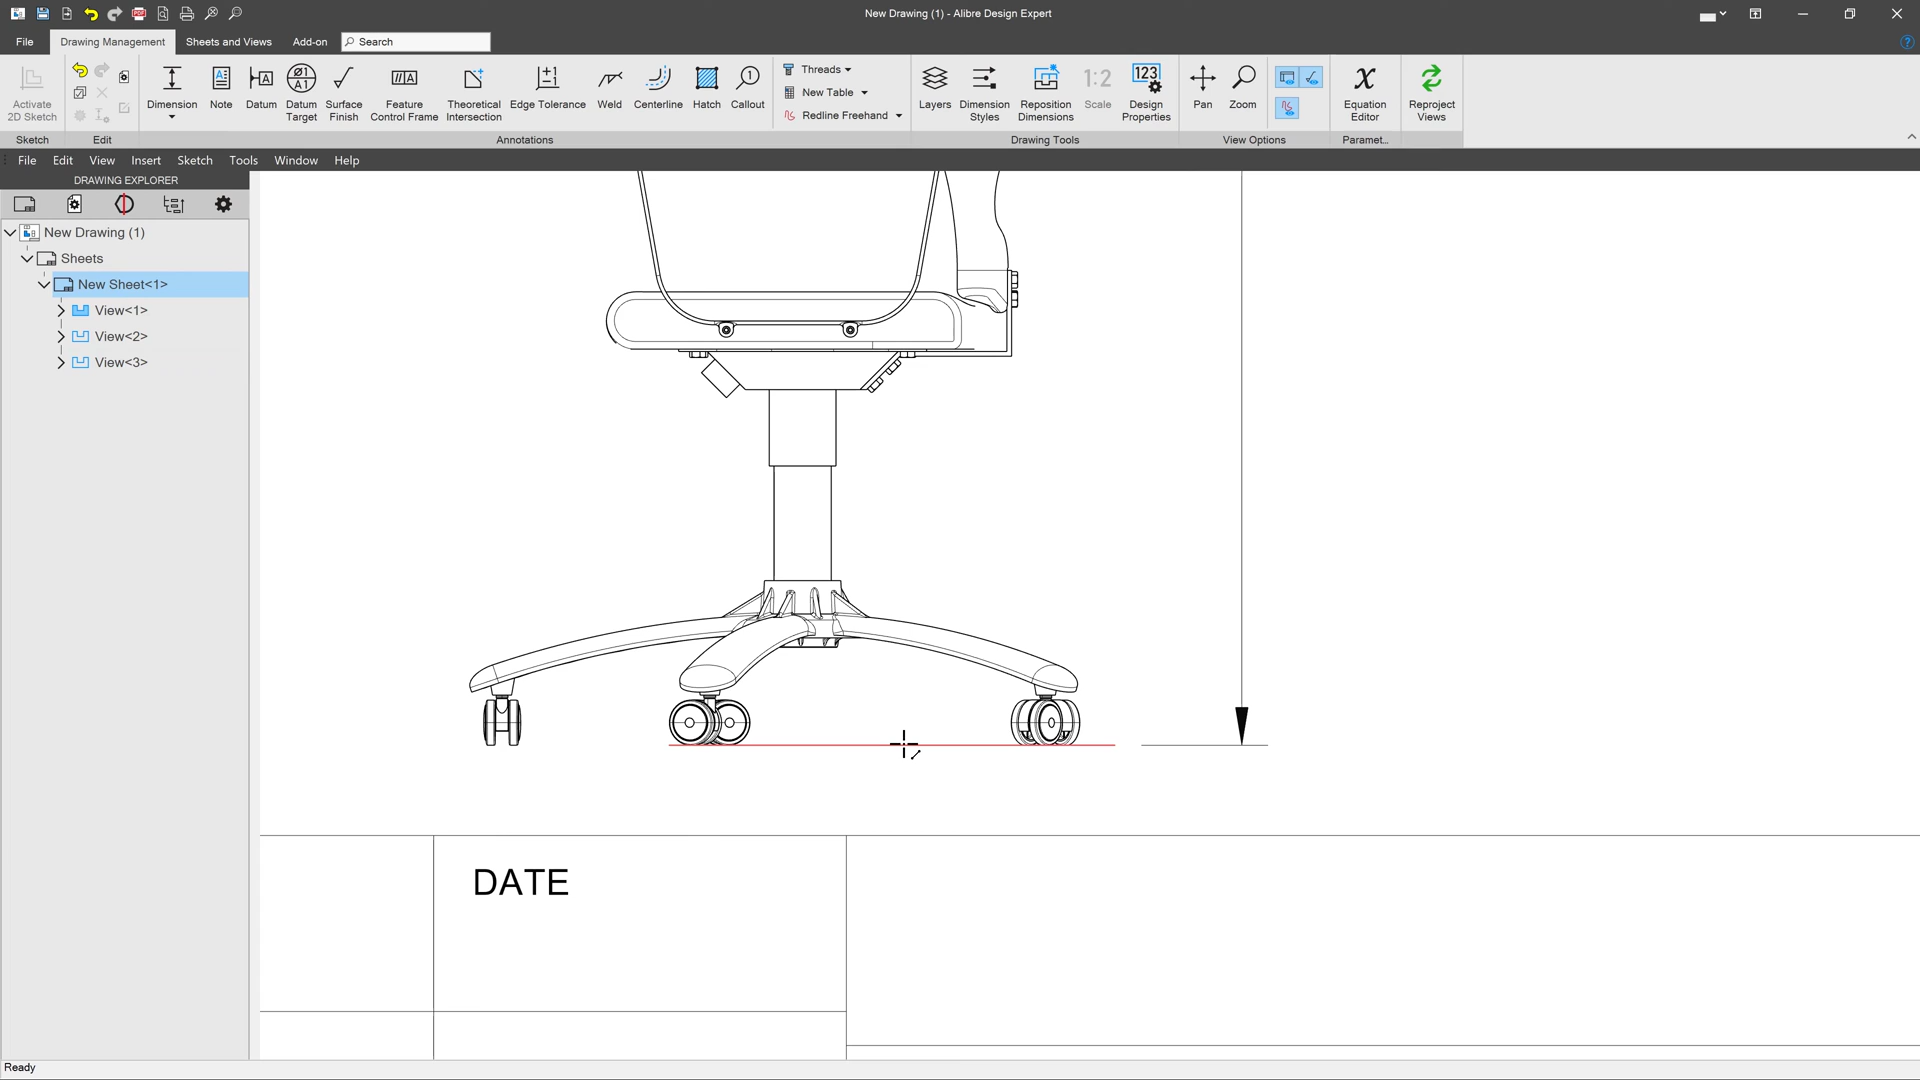 New Drawing (1) - Alibre Design Expert
File
Drawing Management
Sheets and Views
Add-on
Search
Activate
2D Sketch
Sketch
Edit
Dimension
Note
Datum
Datum
Target
Surface
Finish
Feature
Control Frame
Theoretical
Intersection
Edge Tolerance
Weld
Centerline
Hatch
Callout
Threads
New Table
Redline Freehand
Annotations
Layers
Dimension
Styles
Reposition
Dimensions
1:2
Scale
123
Design
Properties
Drawing Tools
Pan
Zoom
View Options
Equation
Editor
Paramet...
Reproject
Views
File Edit View Insert Sketch Tools Window Help
DRAWING EXPLORER
New Drawing (1)
Sheets
New Sheet<1>
View<1>
View<2>
View<3>
DATE
Ready